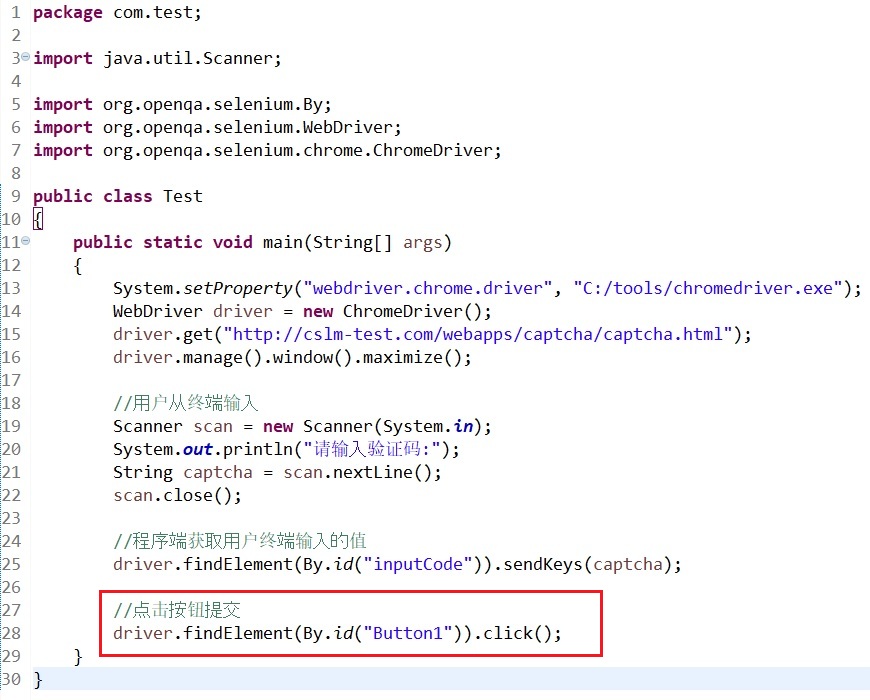 1 package com.test;
2
3 import java.util.Scanner;
4
5 import org.openqa.selenium.By;
6 import org.openqa.selenium.WebDriver;
7 import org.openqa.selenium.chrome.ChromeDriver;
8
9 public class Test
10 {
11     public static void main(String[] args)
12     {
13         System.setProperty("webdriver.chrome.driver", "C:/tools/chromedriver.exe");
14         WebDriver driver = new ChromeDriver();
15         driver.get("http://cslm-test.com/webapps/captcha/captcha.html");
16         driver.manage().window().maximize();
17
18         //用户从终端输入
19         Scanner scan = new Scanner(System.in);
20         System.out.println("请输入验证码:");
21         String captcha = scan.nextLine();
22         scan.close();
23
24         //程序端获取用户终端输入的值
25         driver.findElement(By.id("inputCode")).sendKeys(captcha);
26
27         //点击按钮提交
28         driver.findElement(By.id("Button1")).click();
29     }
30 }